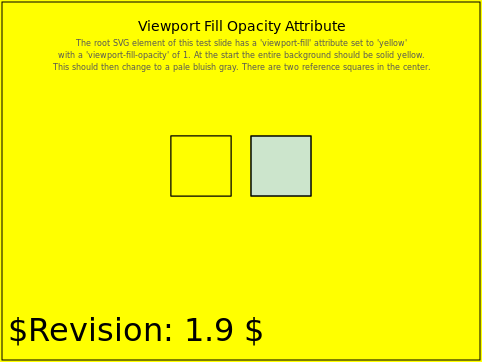 Viewport Fill Opacity Attribute
The root SVG element of this test slide has a 'viewport-fill' attribute set to 'yellow'
with a 'viewport-fill-opacity' of 1. At the start the entire background should be solid yellow.
This should then change to a pale bluish gray. There are two reference squares in the center.
$Revision: 1.9 $